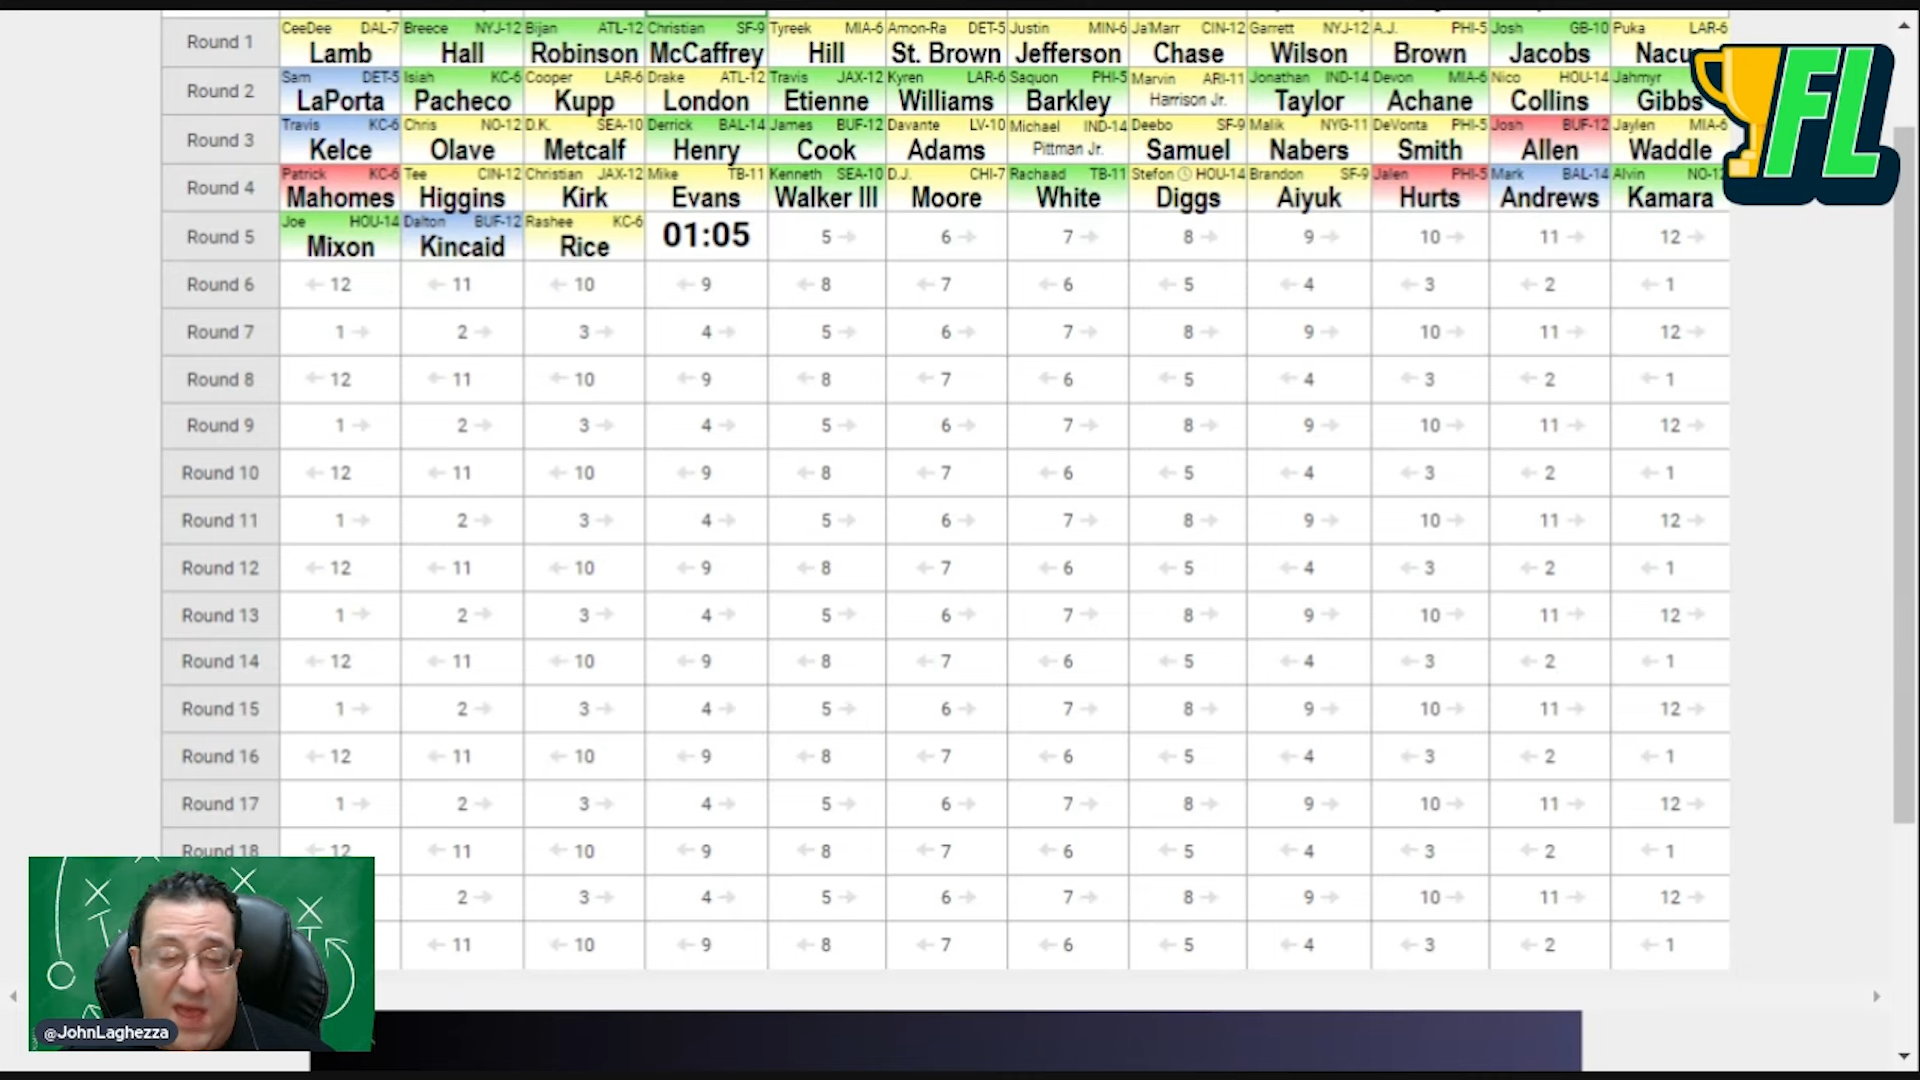 Round 1 CeeDee DAL-7 Breece NYJ-12 Bijan ATL-12 Christian SF-9 Tyreek MIA-6 Amon-Ra DET-5 Justin MIN-6 Ja'Marr CIN-12 Garrett NYJ-12 A.J. PHI-5 Josh GB-10 Puka LAR-6
Lamb Hall Robinson McCaffrey Hill St. Brown Jefferson Chase Wilson Brown Jacobs
Round 2 Sam DET-5 Isiah KC-6 Cooper LAR-6 Drake ATL-12 Travis JAX-12 Kyren LAR-6 Saquon PHI-5 Marvin ARI-11 Jonathan IND-14 Devon MIA-6 Nico HOU-14 Jahmyr
LaPorta Pacheco Kupp London Etienne Williams Barkley Harrison Jr. Taylor Achane Collins Gibbs
Round 3 Travis KC-6 Chris NO-12 D.K. SEA-10 Derrick BAL-14 James BUF-12 Davante LV-10 Michael IND-14 Deebo SF-9 Malik NYG-11 DeVonta PHI-5 Josh BUF-12 Jaylen MIA-6
Kelce Olave Metcalf Henry Cook Adams Pittman Jr. Samuel Nabers Smith Allen Waddle
Round 4 Patrick KC-6 Tee CIN-12 Christian JAX-12 Mike TB-11 Kenneth SEA-10 D.J. CHI-7 Rachaad TB-11 Stefon HOU-14 Brandon SF-9 Jalen PHI-5 Mark BAL-14 Alvin NO-12
Mahomes Higgins Kirk Evans Walker III Moore White Diggs Aiyuk Hurts Andrews Kamara
Round 5 Joe HOU-14 Dalton BUF-12 Rashee KC-6 01:05 5 → 6 → 7 → 8 → 9 → 10 → 11 → 12 →
Mixon Kincaid Rice
Round 6 ← 12 ← 11 ← 10 ← 9 ← 8 ← 7 ← 6 ← 5 ← 4 ← 3 ← 2 ← 1
Round 7 1 → 2 → 3 → 4 → 5 → 6 → 7 → 8 → 9 → 10 → 11 → 12 →
Round 8 ← 12 ← 11 ← 10 ← 9 ← 8 ← 7 ← 6 ← 5 ← 4 ← 3 ← 2 ← 1
Round 9 1 → 2 → 3 → 4 → 5 → 6 → 7 → 8 → 9 → 10 → 11 → 12 →
Round 10 ← 12 ← 11 ← 10 ← 9 ← 8 ← 7 ← 6 ← 5 ← 4 ← 3 ← 2 ← 1
Round 11 1 → 2 → 3 → 4 → 5 → 6 → 7 → 8 → 9 → 10 → 11 → 12 →
Round 12 ← 12 ← 11 ← 10 ← 9 ← 8 ← 7 ← 6 ← 5 ← 4 ← 3 ← 2 ← 1
Round 13 1 → 2 → 3 → 4 → 5 → 6 → 7 → 8 → 9 → 10 → 11 → 12 →
Round 14 ← 12 ← 11 ← 10 ← 9 ← 8 ← 7 ← 6 ← 5 ← 4 ← 3 ← 2 ← 1
Round 15 1 → 2 → 3 → 4 → 5 → 6 → 7 → 8 → 9 → 10 → 11 → 12 →
Round 16 ← 12 ← 11 ← 10 ← 9 ← 8 ← 7 ← 6 ← 5 ← 4 ← 3 ← 2 ← 1
Round 17 1 → 2 → 3 → 4 → 5 → 6 → 7 → 8 → 9 → 10 → 11 → 12 →
Round 18 ← 12 ← 11 ← 10 ← 9 ← 8 ← 7 ← 6 ← 5 ← 4 ← 3 ← 2 ← 1
2 → 3 → 4 → 5 → 6 → 7 → 8 → 9 → 10 → 11 → 12 →
← 11 ← 10 ← 9 ← 8 ← 7 ← 6 ← 5 ← 4 ← 3 ← 2 ← 1
FL
@JohnLaghezza